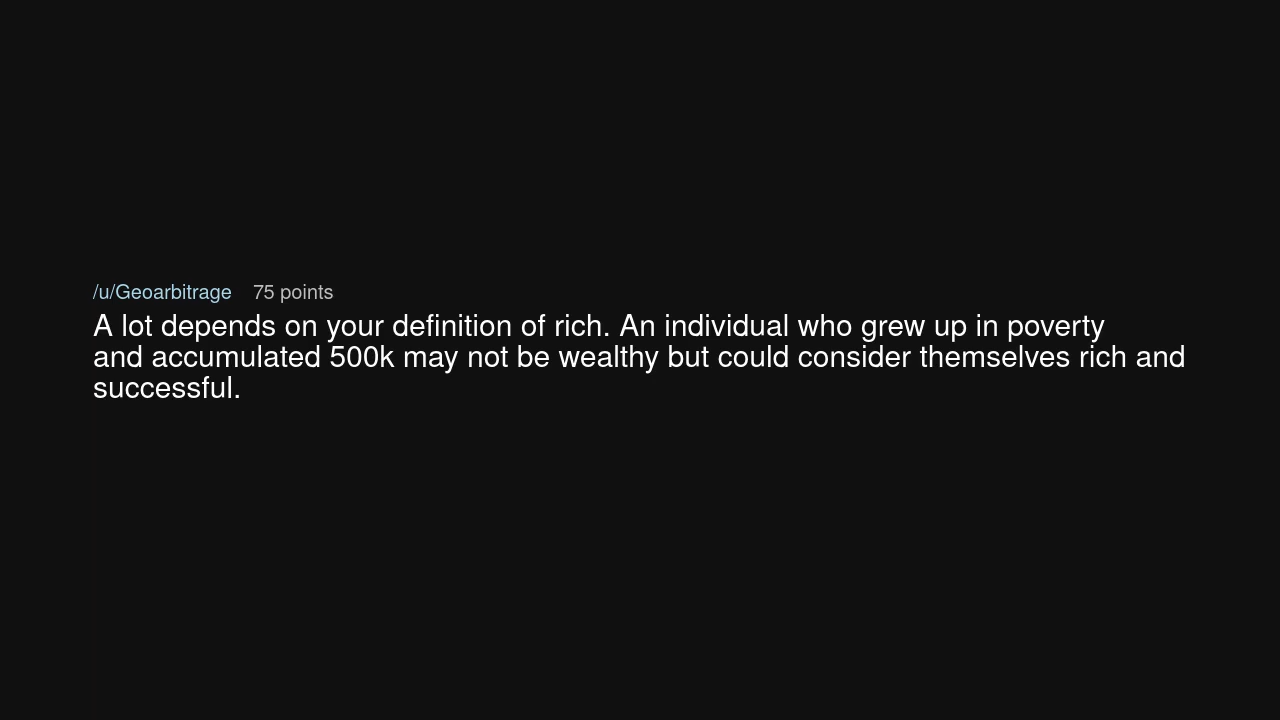 /u/Geoarbitrage 75 points
A lot depends on your definition of rich. An individual who grew up in poverty
and accumulated 500k may not be wealthy but could consider themselves rich and
successful.